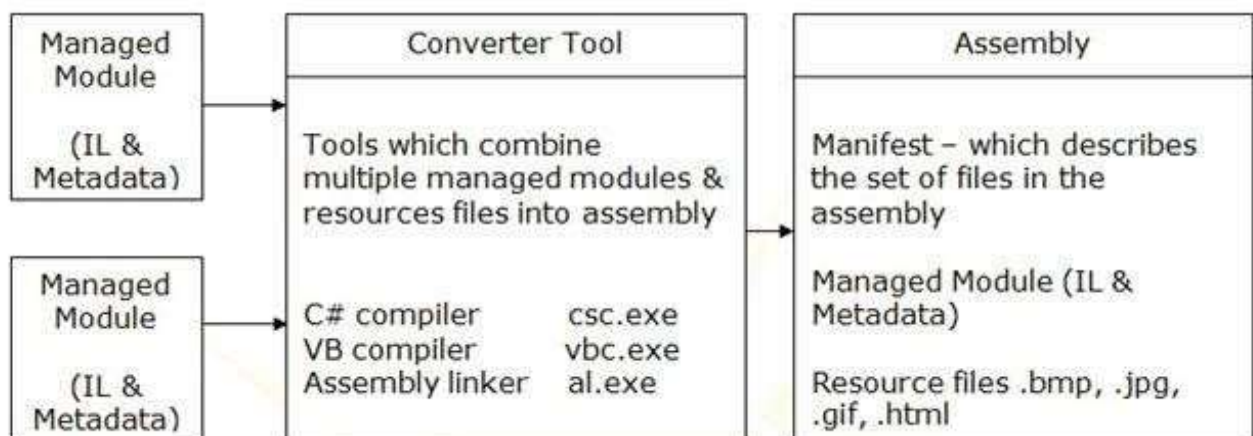 Managed
Module
(IL &
Metadata)
Managed
Module
(IL &
Metadata)
Converter Tool
Tools which combine
multiple managed modules &
resources files into assembly
C# compiler csc.exe
VB compiler vbc.exe
Assembly linker al.exe
Assembly
Manifest – which describes
the set of files in the
assembly
Managed Module (IL &
Metadata)
Resource files .bmp, .jpg,
.gif, .html